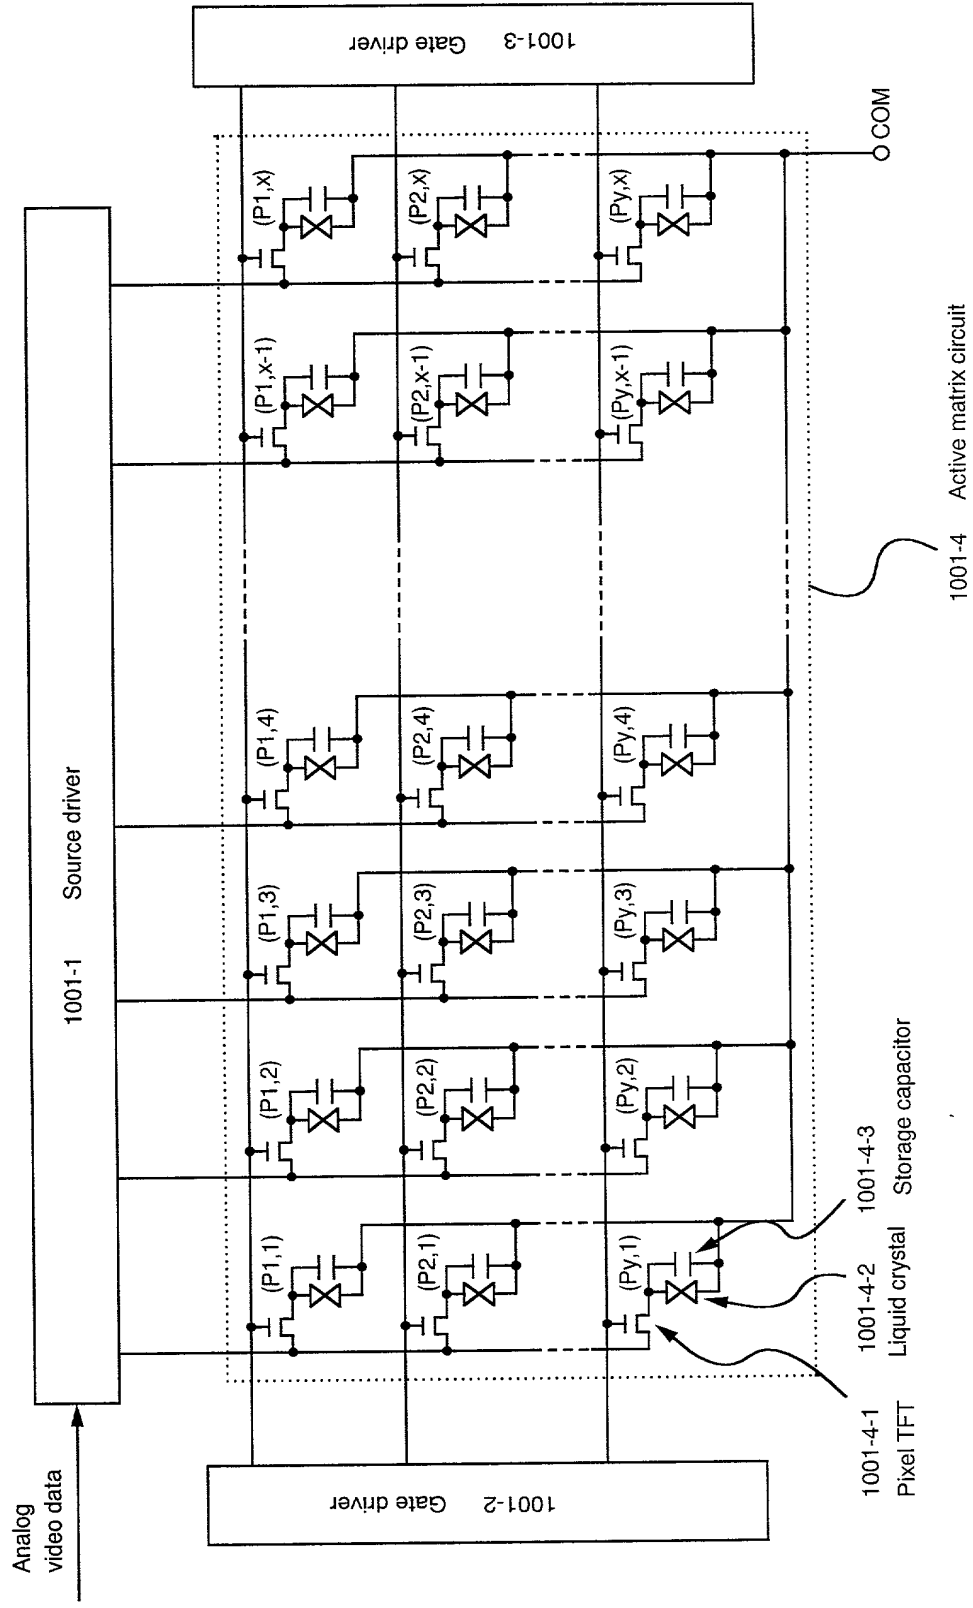 Analog
video data
1001-1 Source driver
1001-2 Gate driver
1001-3 Gate driver
(P1,1)
(P1,2)
(P1,3)
(P1,4)
(P1,x-1)
(P1,x)
(P2,1)
(P2,2)
(P2,3)
(P2,4)
(P2,x-1)
(P2,x)
(Py,1)
(Py,2)
(Py,3)
(Py,4)
(Py,x-1)
(Py,x)
COM
1001-4-1
Pixel TFT
1001-4-2
Liquid crystal
1001-4-3
Storage capacitor
1001-4 Active matrix circuit